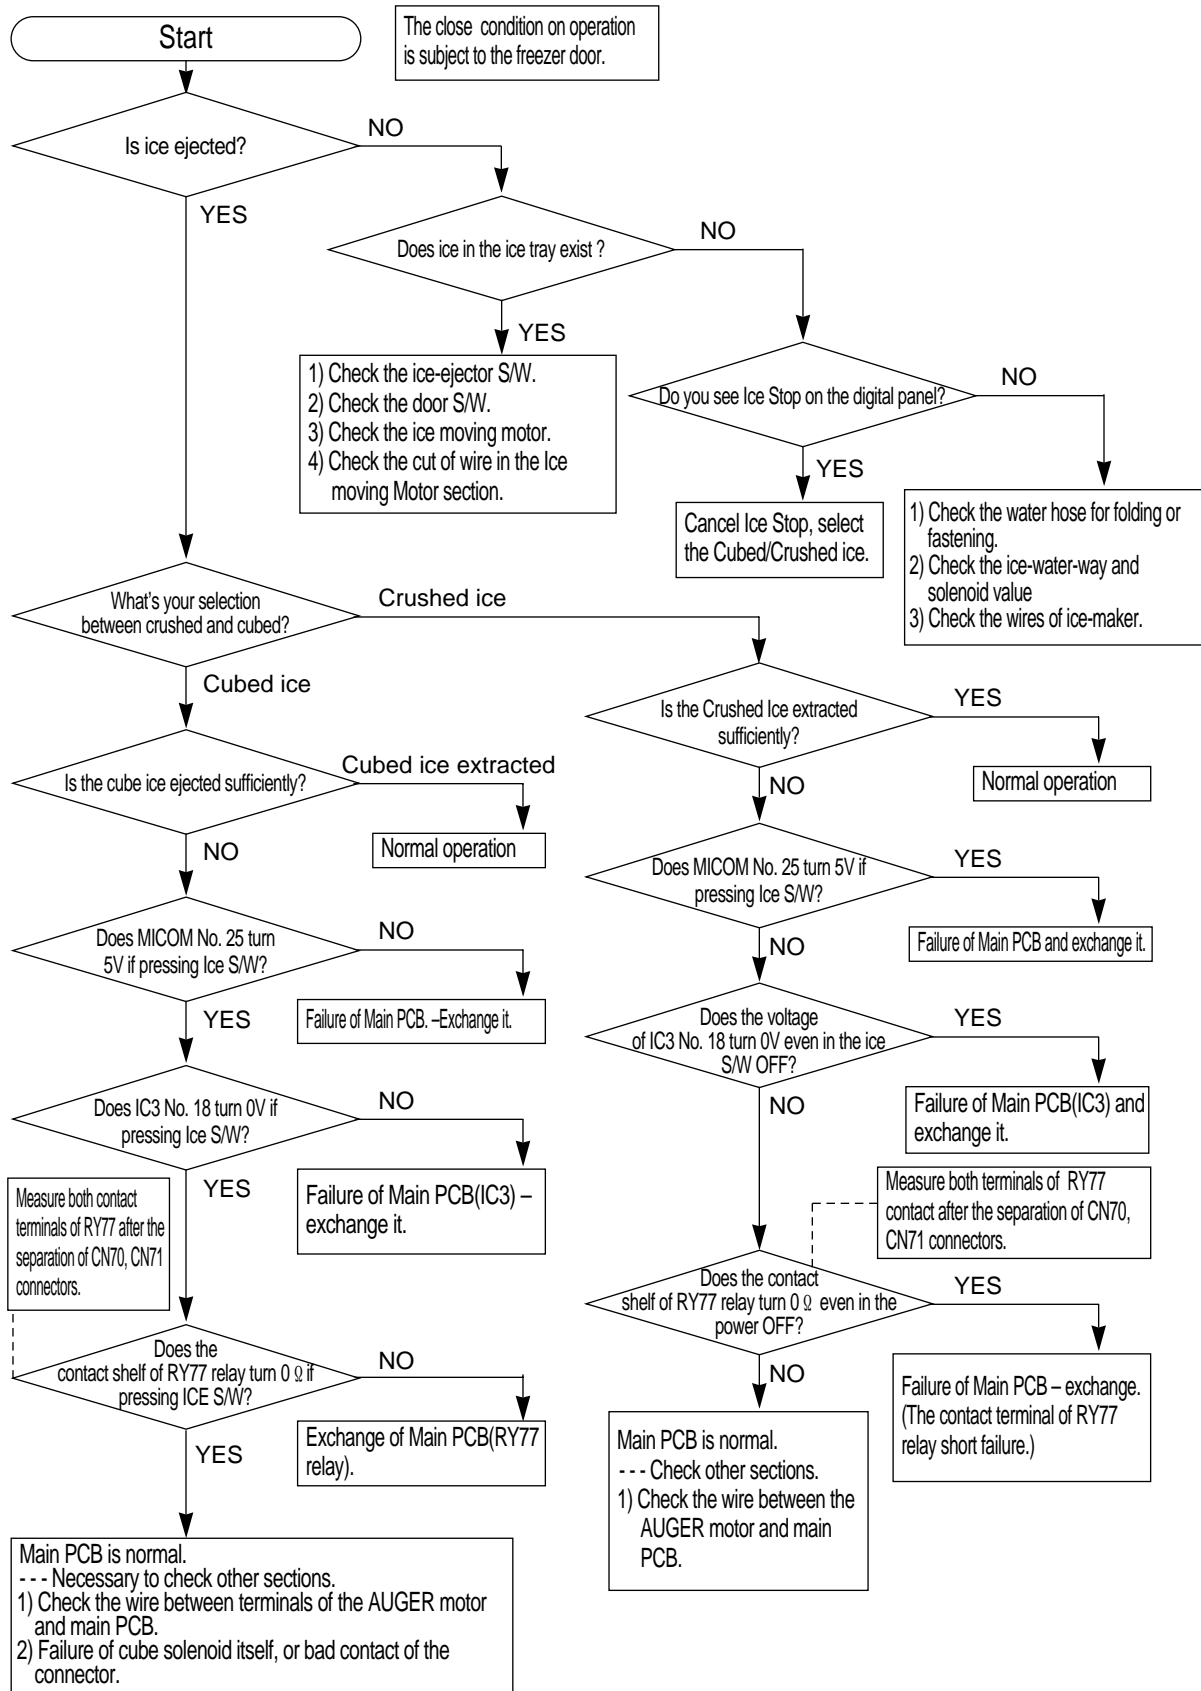 Start
The close condition on operation
is subject to the freezer door.
Is ice ejected?
NO
YES
Does ice in the ice tray exist ?
NO
YES
1) Check the ice-ejector S/W.
2) Check the door S/W.
3) Check the ice moving motor.
4) Check the cut of wire in the Ice
moving Motor section.
Do you see Ice Stop on the digital panel?
NO
YES
Cancel Ice Stop, select
the Cubed/Crushed ice.
1) Check the water hose for folding or
fastening.
2) Check the ice-water-way and
solenoid value
3) Check the wires of ice-maker.
What's your selection
between crushed and cubed?
Crushed ice
Cubed ice
Is the cube ice ejected sufficiently?
Cubed ice extracted
Normal operation
NO
Does MICOM No. 25 turn
5V if pressing Ice S/W?
NO
Failure of Main PCB. –Exchange it.
YES
Does IC3 No. 18 turn 0V if
pressing Ice S/W?
NO
Failure of Main PCB(IC3) –
exchange it.
YES
Measure both contact
terminals of RY77 after the
separation of CN70, CN71
connectors.
Does the
contact shelf of RY77 relay turn 0 Ω if
pressing ICE S/W?
NO
Exchange of Main PCB(RY77
relay).
YES
Main PCB is normal.
- - - Necessary to check other sections.
1) Check the wire between terminals of the AUGER motor
and main PCB.
2) Failure of cube solenoid itself, or bad contact of the
connector.
Is the Crushed Ice extracted
sufficiently?
YES
Normal operation
NO
Does MICOM No. 25 turn 5V if
pressing Ice S/W?
YES
Failure of Main PCB and exchange it.
NO
Does the voltage
of IC3 No. 18 turn 0V even in the ice
S/W OFF?
YES
Failure of Main PCB(IC3) and
exchange it.
NO
Measure both terminals of RY77
contact after the separation of CN70,
CN71 connectors.
Does the contact
shelf of RY77 relay turn 0 Ω even in the
power OFF?
YES
Failure of Main PCB – exchange.
(The contact terminal of RY77
relay short failure.)
NO
Main PCB is normal.
- - - Check other sections.
1) Check the wire between the
AUGER motor and main
PCB.